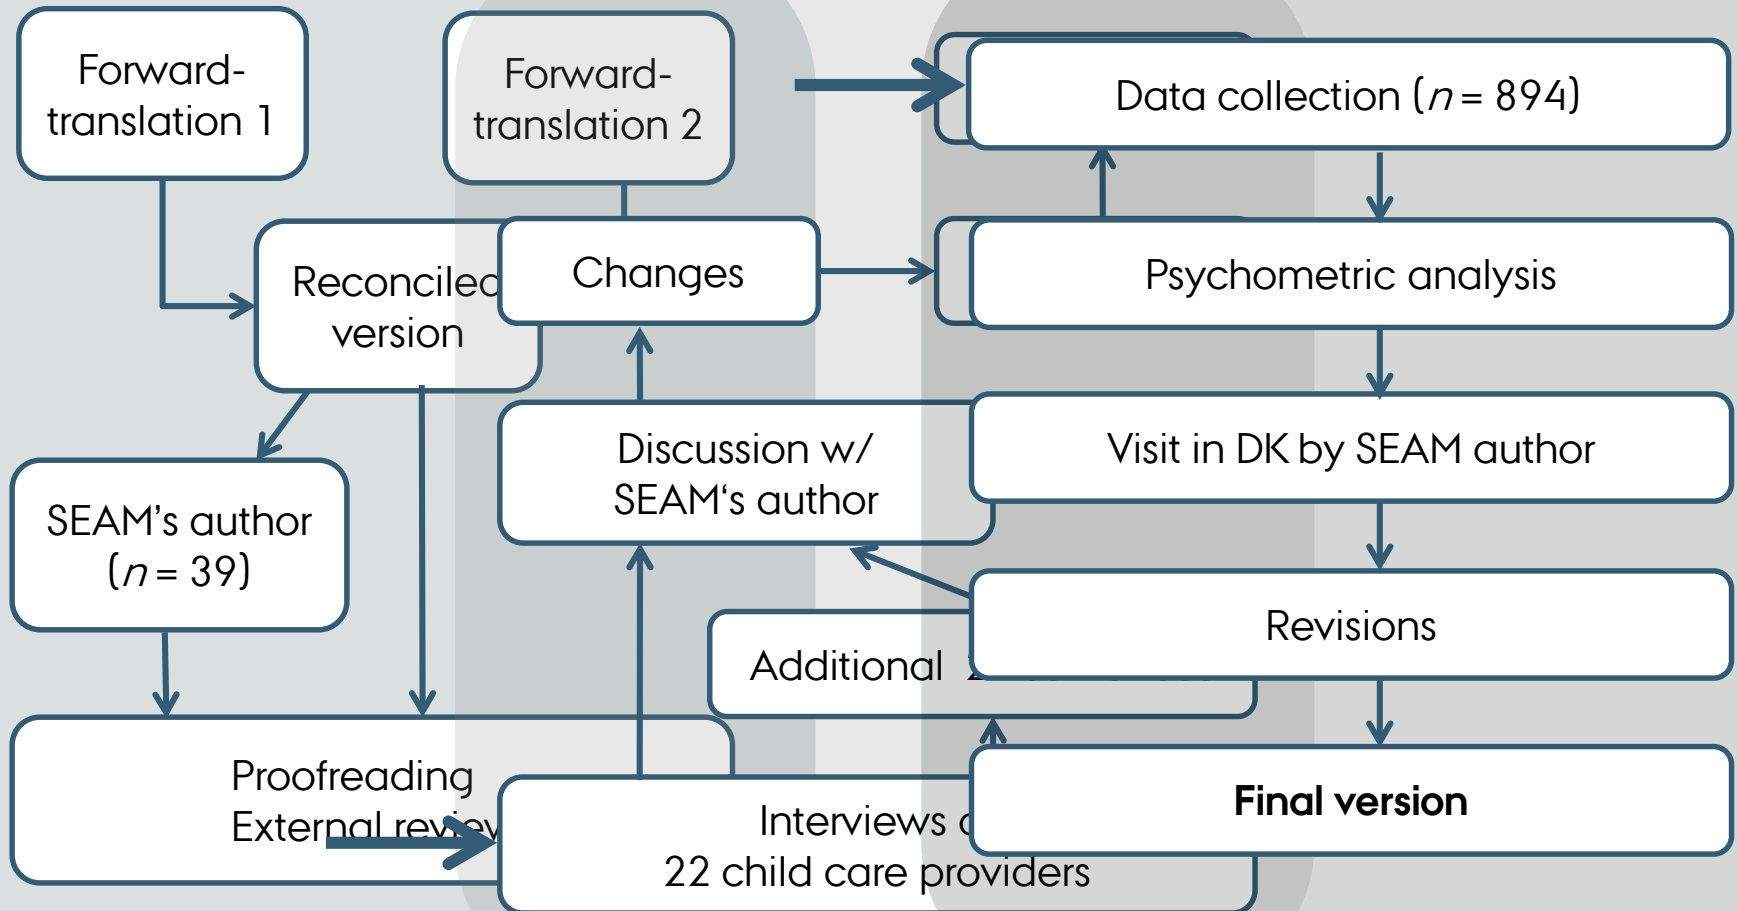 Forward-
translation 1
Forward-
translation 2
Reconciled
version
SEAM's author
(n = 39)
Proofreading
External review
Changes
Discussion w/
SEAM‘s author
Additional
Interviews
22 child care providers
Data collection (n = 894)
Psychometric analysis
Visit in DK by SEAM author
Revisions
Final version